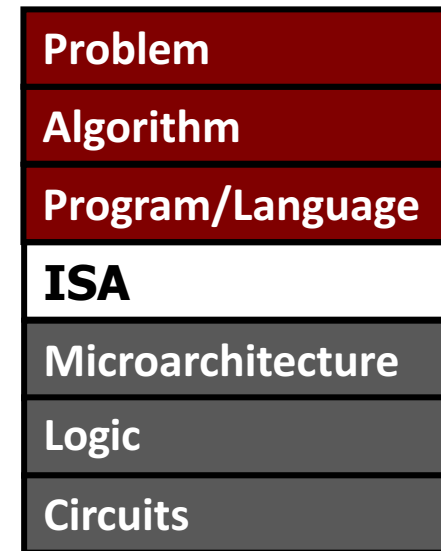 Problem
Algorithm
Program/Language
ISA
Microarchitecture
Logic
Circuits